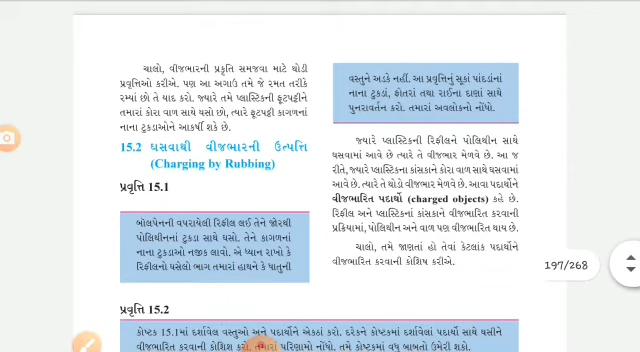 ચાલો, વીજભારની પ્રકૃતિ સમજવા માટે થોડી
પ્રવૃત્તિઓ કરીએ. પણ આ અગાઉ તમે જે રમત તરીકે
રમ્યાં છો તે યાદ કરો. જ્યારે તમે પ્લાસ્ટિકની ફૂટપટ્ટીને
તમારાં કોરા વાળ સાથે ઘસો છો, ત્યારે ફૂટપટ્ટી કાગળનાં
નાના ટુકડાઓને આકર્ષી શકે છે.
15.2 ઘસવાથી વીજભારની ઉત્પત્તિ
(Charging by Rubbing)
પ્રવૃત્તિ 15.1
બૉલપેનની વપરાયેલી રિફીલ લઈ તેને જોરથી
પોલિથીનનાં ટુકડા સાથે ઘસો. તેને કાગળનાં
નાના ટુકડાઓ નજીક લાવો. એ ધ્યાન રાખો કે
રિફીલનો ઘસેલો ભાગ તમારાં હાથને કે ધાતુની
વસ્તુને અડકે નહીં. આ પ્રવૃત્તિનું સૂકાં પાંદડાંનાં
નાના ટુકડાં, ફોતરાં તથા રાઈના દાણાં સાથે
પુનરાવર્તન કરો. તમારાં અવલોકનો નોંધો.
જ્યારે પ્લાસ્ટિકની રિફીલને પોલિથીન સાથે
ઘસવામાં આવે છે ત્યારે તે વીજભાર મેળવે છે. આ જ
રીતે, જ્યારે પ્લાસ્ટિકના કાંસકાને કોરા વાળ સાથે ઘસવામાં
આવે છે. ત્યારે તે થોડો વીજભાર મેળવે છે. આવા પદાર્થોને
વીજભારિત પદાર્થો (charged objects) કહે છે.
રિફીલ અને પ્લાસ્ટિકનાં કાંસકાને વીજભારિત કરવાની
પ્રક્રિયામાં, પોલિથીન અને વાળ પણ વીજભારિત થાય છે.
ચાલો, તમે જાણતાં હો તેવાં કેટલાંક પદાર્થોને
વીજભારિત કરવાની કોશિષ કરીએ.
197/268
પ્રવૃત્તિ 15.2
કોષ્ટક 15.1માં દર્શાવેલ વસ્તુઓ અને પદાર્થોને એકઠાં કરો. દરેકને કોષ્ટકમાં દર્શાવેલાં પદાર્થ સાથે ઘસીને
વીજભારિત કરવાની કોશિશ કરો. તમારાં પરિણામો નોંધો. તમે કોષ્ટકમાં વધુ બાબતો ઉમેરી શકો.